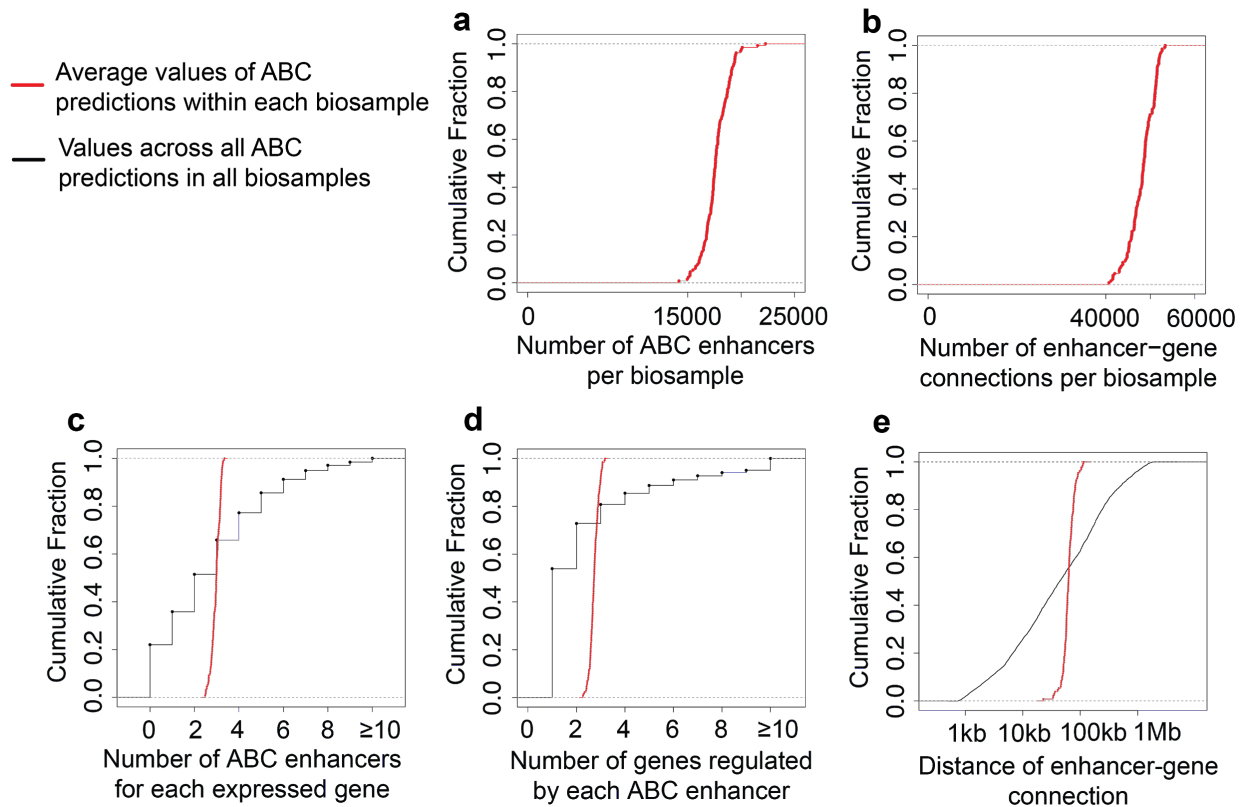 Average values of ABC
predictions within each biosample
Values across all ABC
predictions in all biosamples
a
Cumulative Fraction
0.0 0.2 0.4 0.6 0.8 1.0
0 15000 25000
Number of ABC enhancers
per biosample
b
Cumulative Fraction
0.0 0.2 0.4 0.6 0.8 1.0
0 40000 60000
Number of enhancer−gene
connections per biosample
c
Cumulative Fraction
0.0 0.2 0.4 0.6 0.8 1.0
0 2 4 6 8 ≥10
Number of ABC enhancers
for each expressed gene
d
Cumulative Fraction
0.0 0.2 0.4 0.6 0.8 1.0
0 2 4 6 8 ≥10
Number of genes regulated
by each ABC enhancer
e
Cumulative Fraction
0.0 0.2 0.4 0.6 0.8 1.0
1kb 10kb 100kb 1Mb
Distance of enhancer-gene
connection